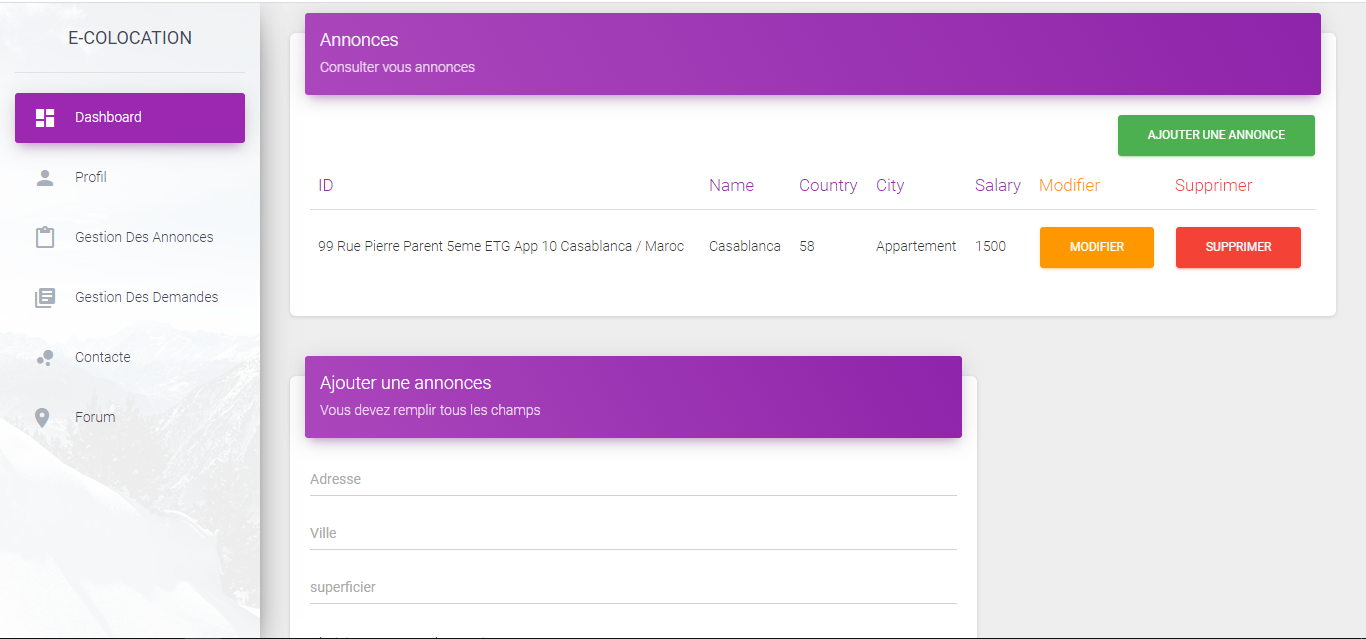 E-COLOCATION
Dashboard
Profil
Gestion Des Annonces
Gestion Des Demandes
Contacte
Forum
Annonces
Consulter vous annonces
AJOUTER UNE ANNONCE
ID Name Country City Salary Modifier Supprimer
99 Rue Pierre Parent 5eme ETG App 10 Casablanca / Maroc Casablanca 58 Appartement 1500 MODIFIER SUPPRIMER
Ajouter une annonces
Vous devez remplir tous les champs
Adresse
Ville
superficier